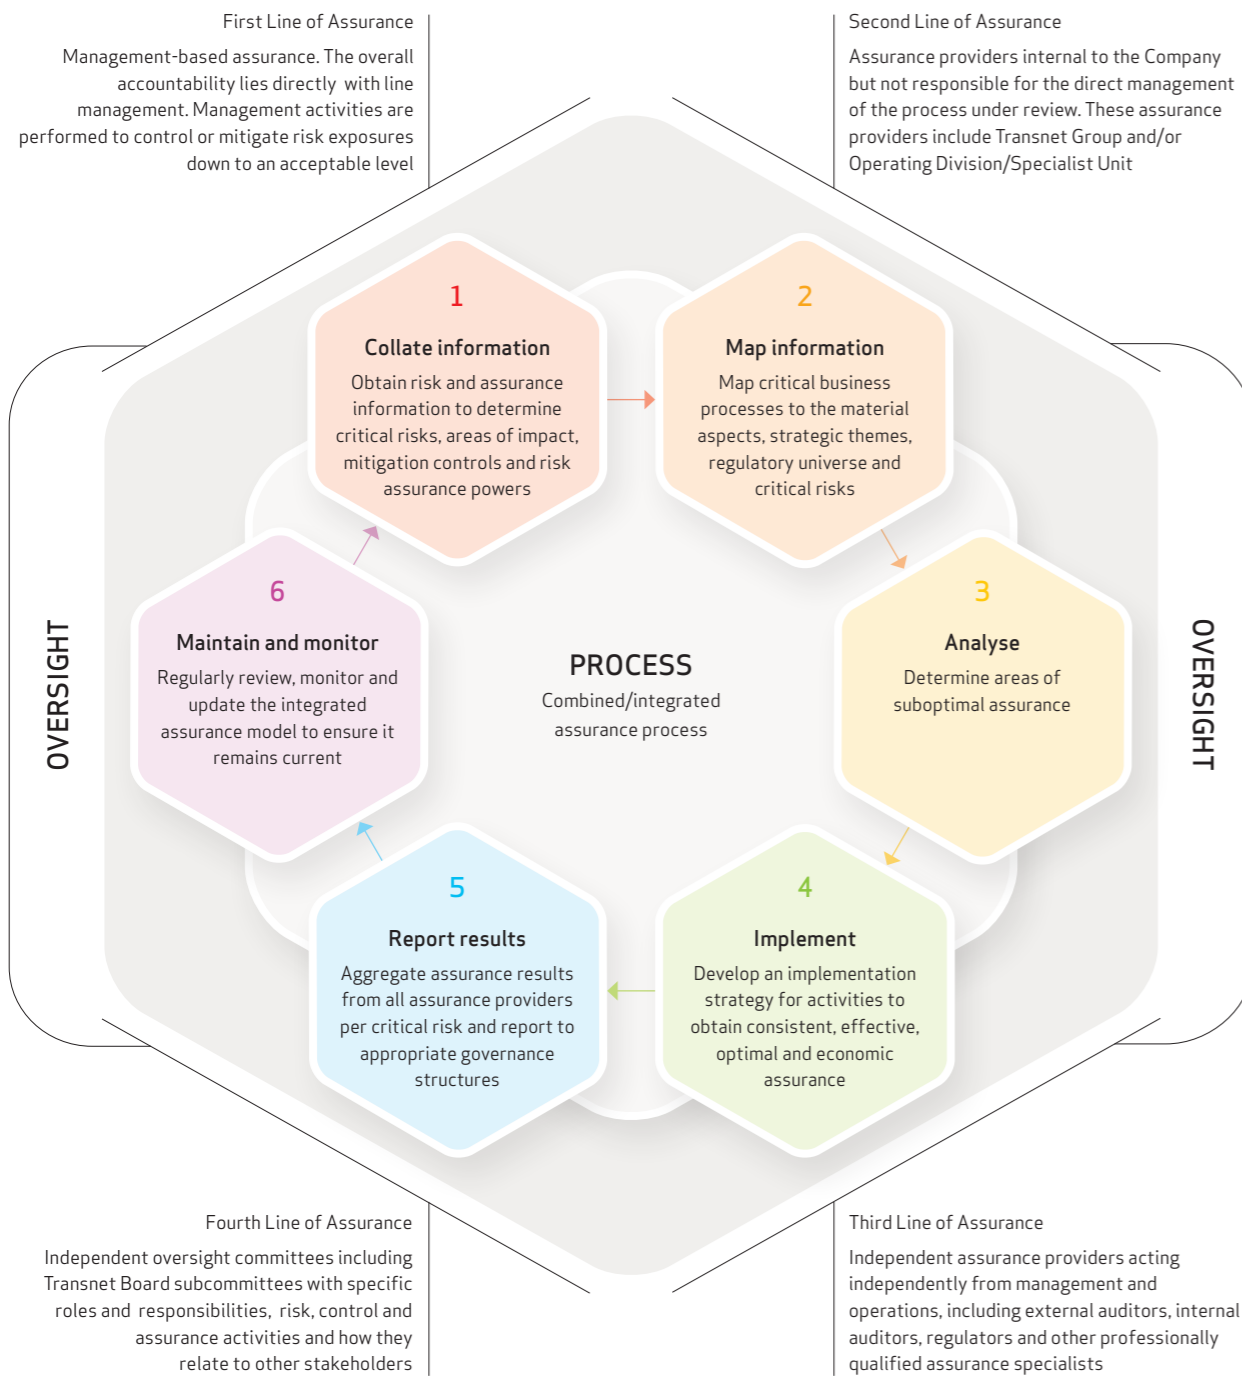 First Line of Assurance
Management-based assurance. The overall
accountability lies directly with line
management. Management activities are
performed to control or mitigate risk exposures
down to an acceptable level
Second Line of Assurance
Assurance providers internal to the Company
but not responsible for the direct management
of the process under review. These assurance
providers include Transnet Group and/or
Operating Division/Specialist Unit
1
Collate information
Obtain risk and assurance
information to determine
critical risks, areas of impact,
mitigation controls and risk
assurance powers
2
Map information
Map critical business
processes to the material
aspects, strategic themes,
regulatory universe and
critical risks
OVERSIGHT
6
Maintain and monitor
Regularly review, monitor and
update the integrated
assurance model to ensure it
remains current
PROCESS
Combined/integrated
assurance process
3
Analyse
Determine areas of
suboptimal assurance
OVERSIGHT
5
Report results
Aggregate assurance results
from all assurance providers
per critical risk and report to
appropriate governance
structures
4
Implement
Develop an implementation
strategy for activities to
obtain consistent, effective,
optimal and economic
assurance
Fourth Line of Assurance
Independent oversight committees including
Transnet Board subcommittees with specific
roles and responsibilities, risk, control and
assurance activities and how they
relate to other stakeholders
Third Line of Assurance
Independent assurance providers acting
independently from management and
operations, including external auditors, internal
auditors, regulators and other professionally
qualified assurance specialists